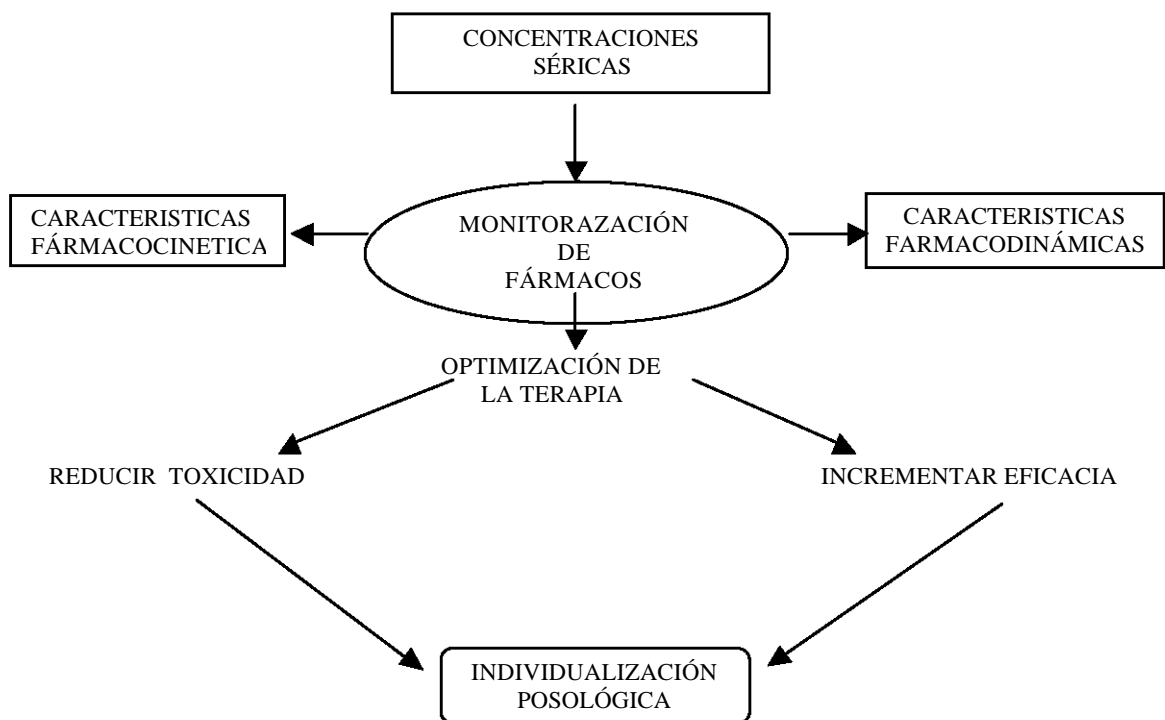 CONCENTRACIONES
SÉRICAS
CARACTERISTICAS
FÁRMACOCINETICA
MONITORAZACIÓN
DE
FÁRMACOS
CARACTERISTICAS
FARMACODINÁMICAS
OPTIMIZACIÓN DE
LA TERAPIA
REDUCIR TOXICIDAD
INCREMENTAR EFICACIA
INDIVIDUALIZACIÓN
POSOLÓGICA